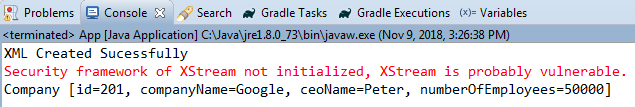 Problems Console Search Gradle Tasks Gradle Executions (x)= Variables
<terminated> App [Java Application] C:\Java\jre1.8.0_73\bin\javaw.exe (Nov 9, 2018, 3:26:38 PM)
XML Created Sucessfully
Security framework of XStream not initialized, XStream is probably vulnerable.
Company [id=201, companyName=Google, ceoName=Peter, numberOfEmployees=50000]